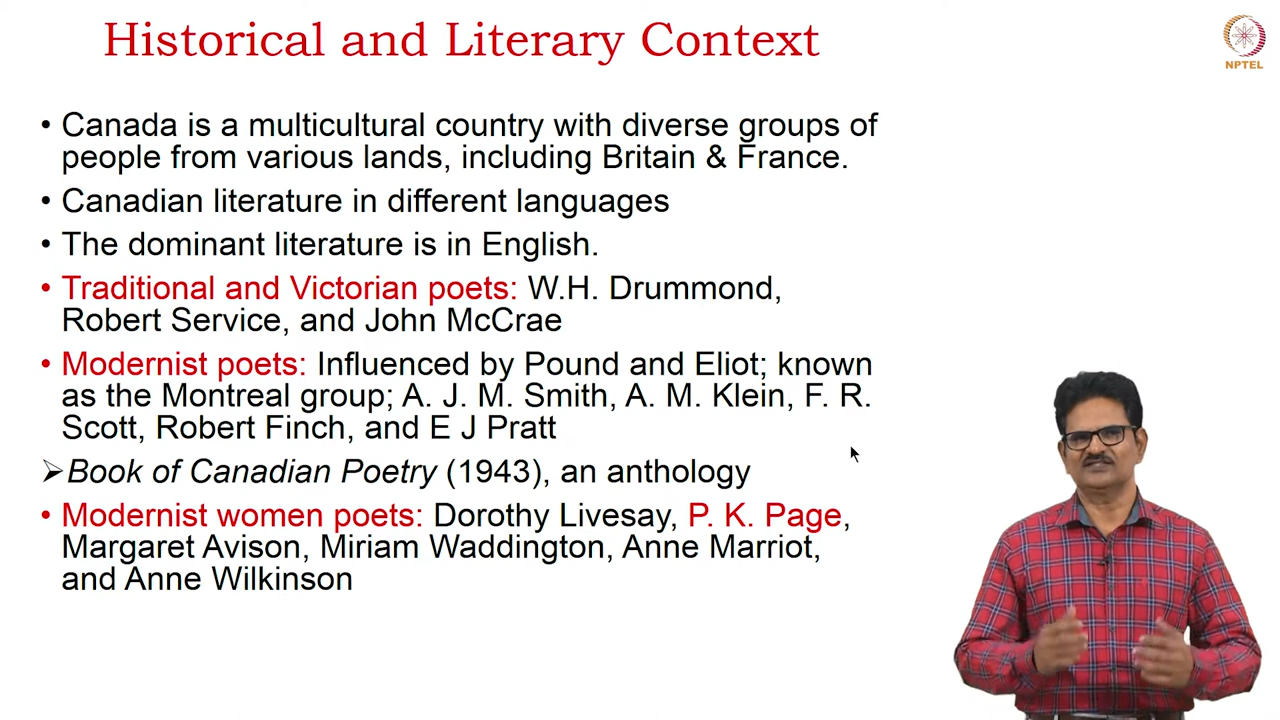 Historical and Literary Context
NPTEL
• Canada is a multicultural country with diverse groups of
people from various lands, including Britain & France.
• Canadian literature in different languages
• The dominant literature is in English.
• Traditional and Victorian poets: W.H. Drummond,
Robert Service, and John McCrae
• Modernist poets: Influenced by Pound and Eliot; known
as the Montreal group; A. J. M. Smith, A. M. Klein, F. R.
Scott, Robert Finch, and E J Pratt
➢Book of Canadian Poetry (1943), an anthology
• Modernist women poets: Dorothy Livesay, P. K. Page,
Margaret Avison, Miriam Waddington, Anne Marriot,
and Anne Wilkinson